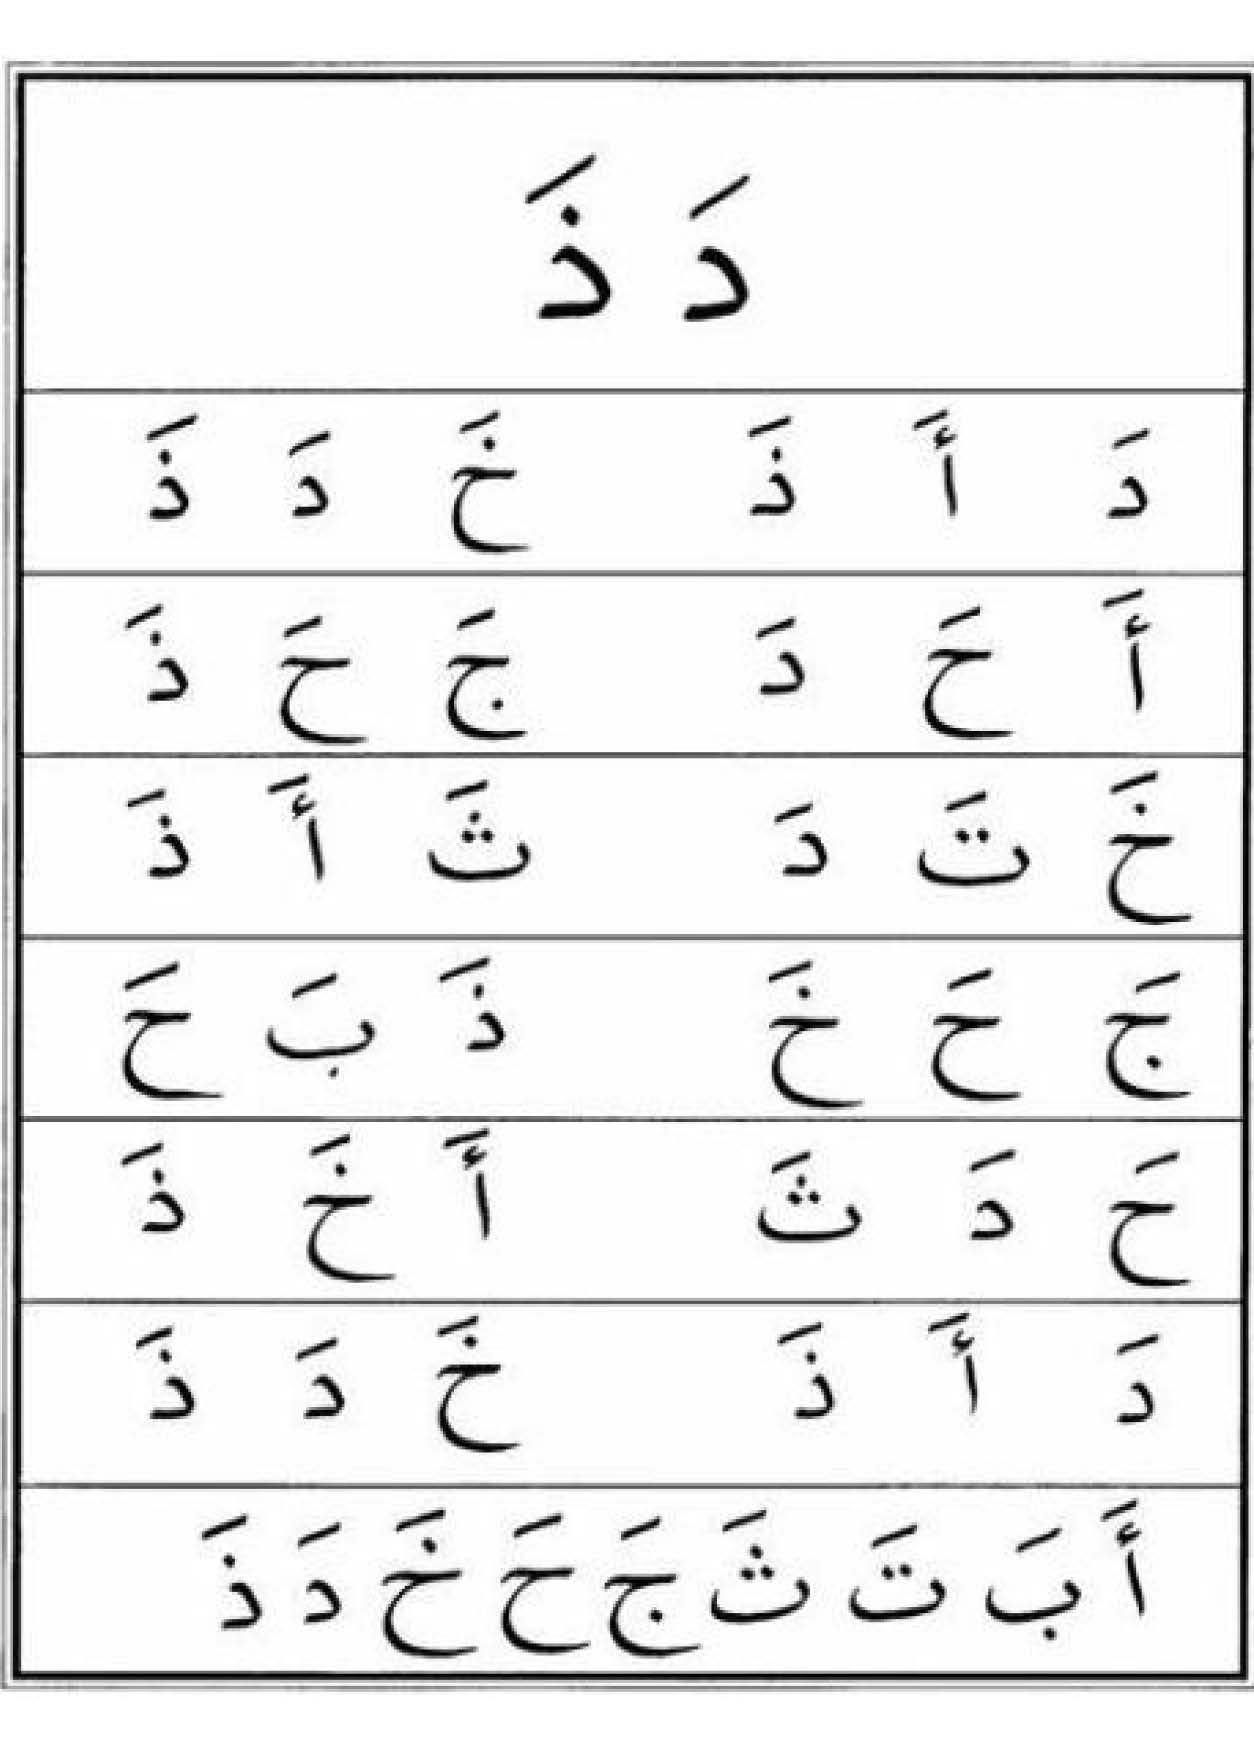 دَ ذَ
دَ أَ ذَ خَ دَ ذَ
أَ حَ دَ جَ حَ ذَ
خَ تَ دَ ثَ أَ ذَ
جَ حَ خَ ذَ بَ حَ
حَ دَ ثَ أَ خَ ذَ
دَ أَ ذَ خَ دَ ذَ
أَ بَ تَ ثَ جَ حَ خَ دَ ذَ